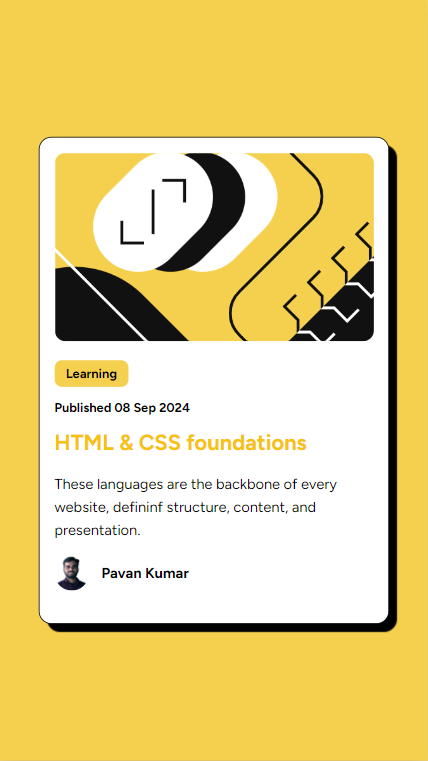 Learning
Published 08 Sep 2024
HTML & CSS foundations
These languages are the backbone of every
website, defininf structure, content, and
presentation.
Pavan Kumar